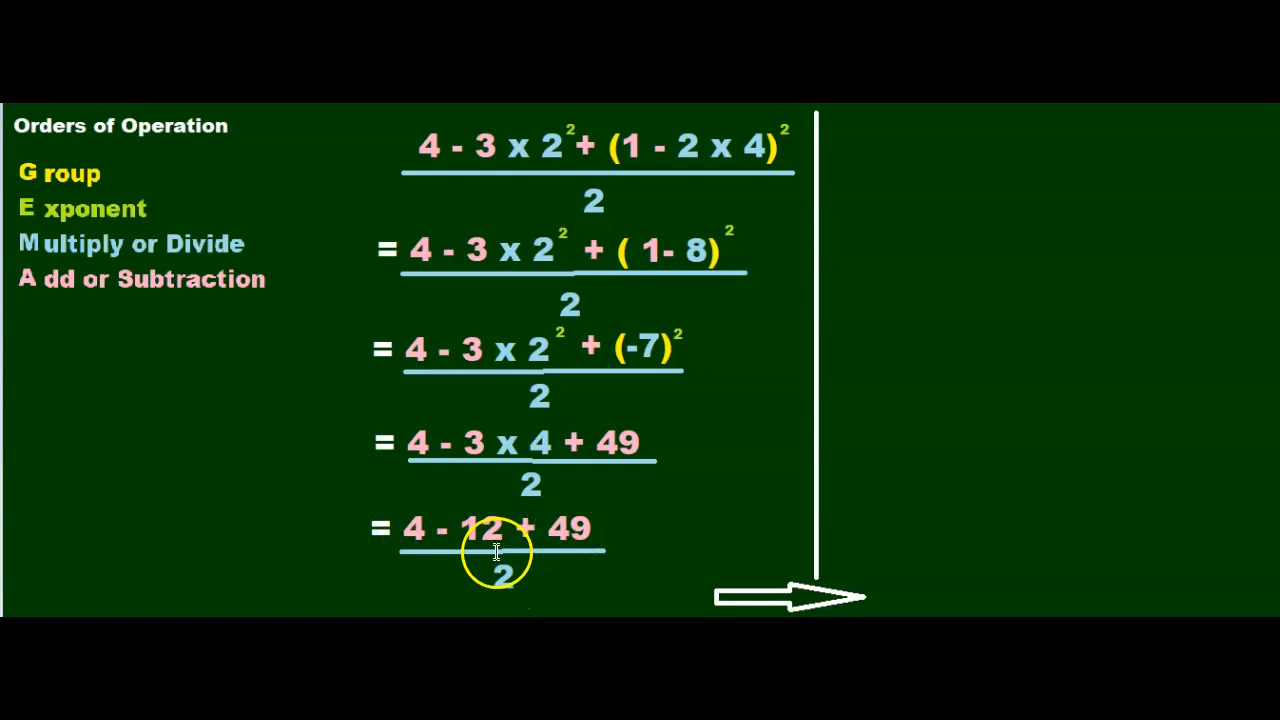 Orders of Operation
G roup
E xponent
M ultiply or Divide
A dd or Subtraction
4 - 3 x 2² + (1 - 2 x 4)²
2
= 4 - 3 x 2² + ( 1- 8)²
2
= 4 - 3 x 2² + (-7)²
2
= 4 - 3 x 4 + 49
2
= 4 - 12 + 49
2